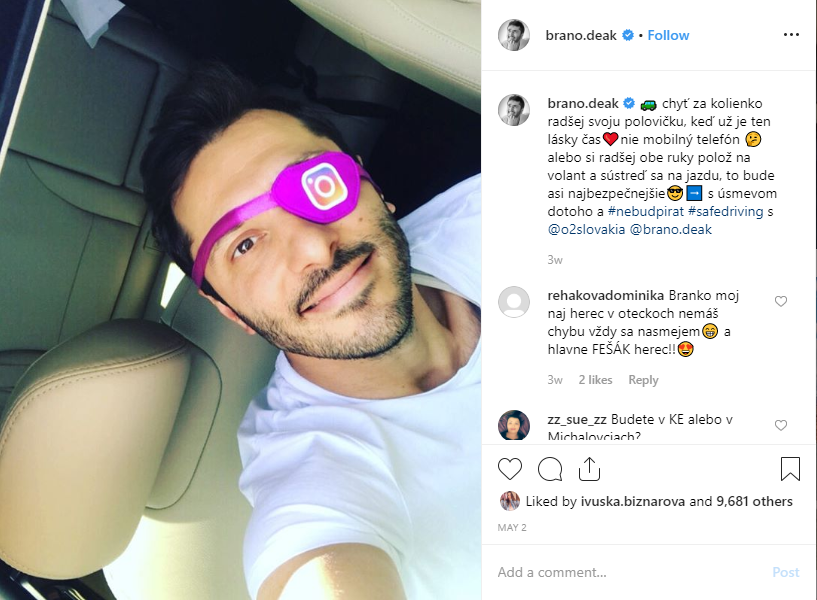 brano.deak • Follow
brano.deak 🚙 chyť za kolienko
radšej svoju polovičku, keď už je ten
lásky čas❤️nie mobilný telefón 🤔
alebo si radšej obe ruky polož na
volant a sústreď sa na jazdu, to bude
asi najbezpečnejšie😎➡️ s úsmevom
dotoho a #nebudpirat #safedriving s
@o2slovakia @brano.deak
3w
rehakovadominika Branko moj
naj herec v oteckoch nemáš
chybu vždy sa nasmejem😁 a
hlavne FEŠÁK herec!!😍
3w 2 likes Reply
zz_sue_zz Budete v KE alebo v
Michalovciach?
Liked by ivuska.biznarova and 9,681 others
MAY 2
Add a comment... Post